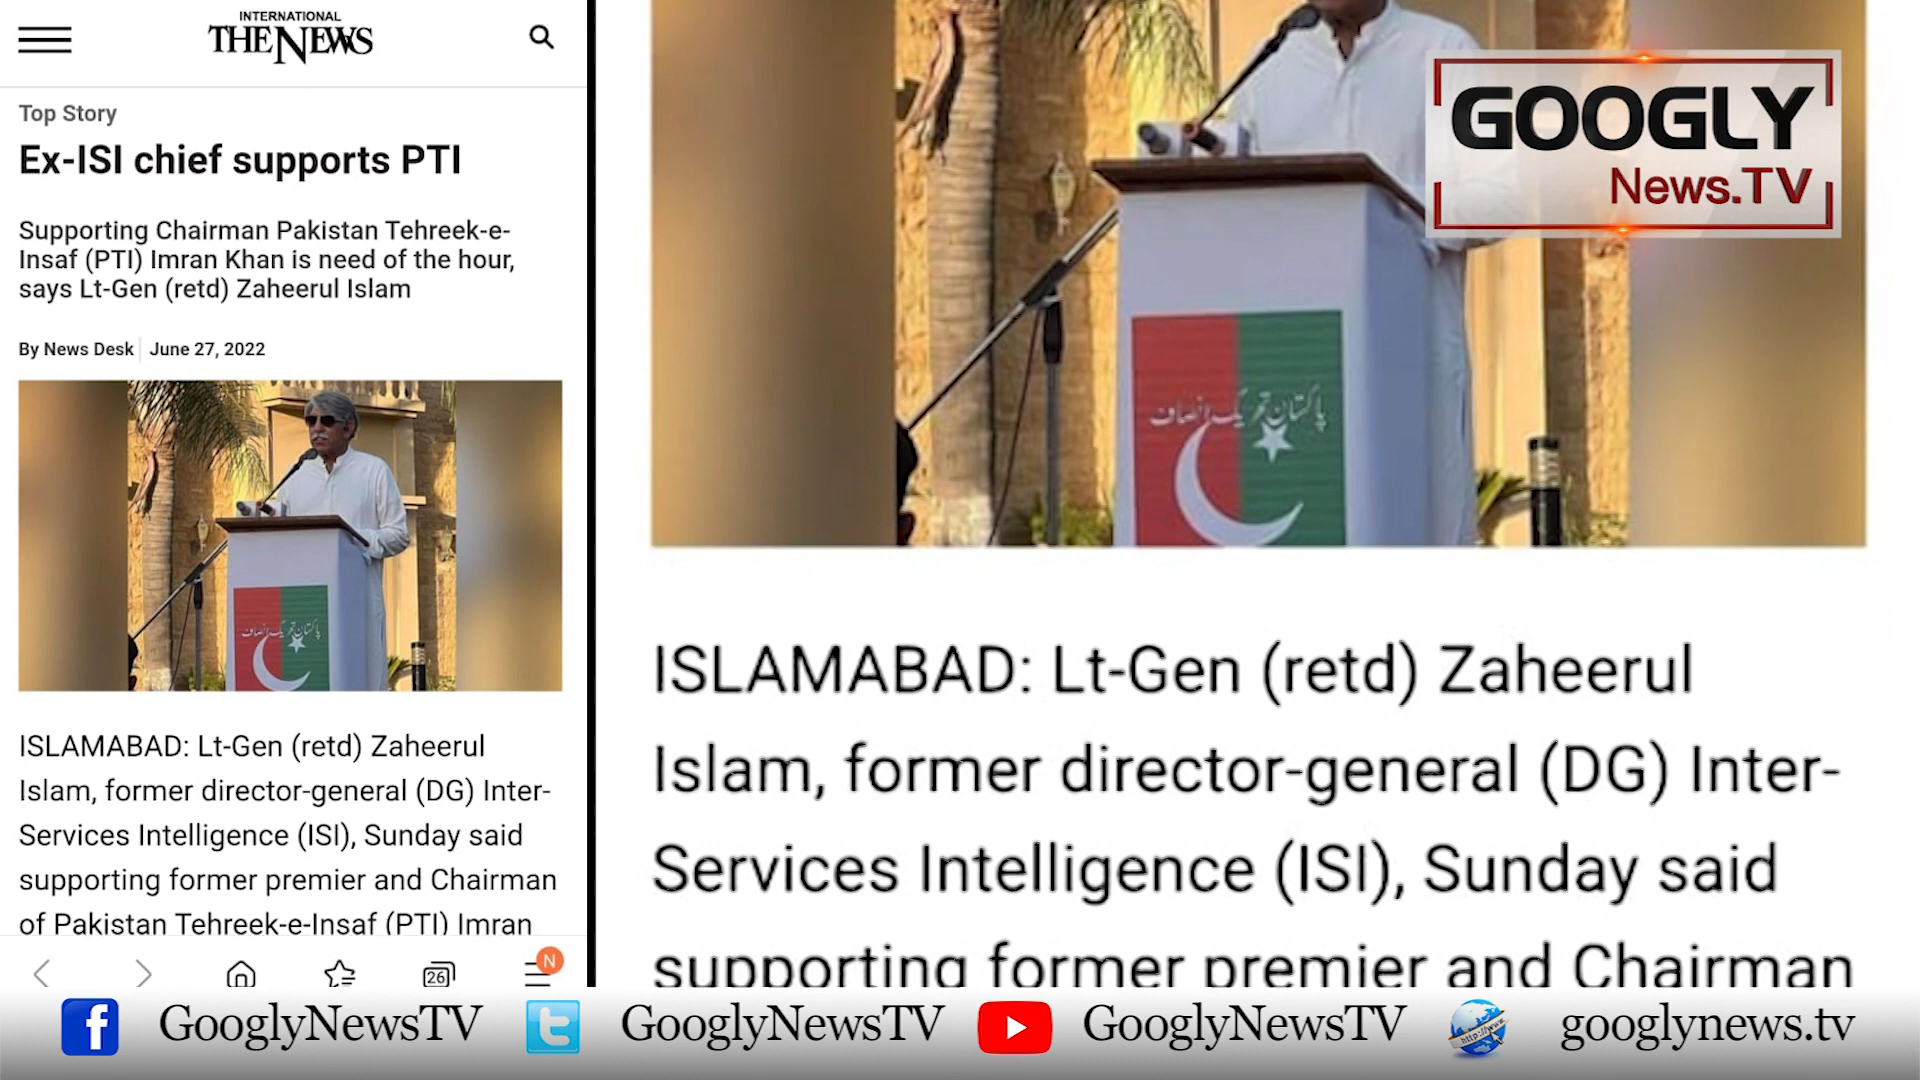 INTERNATIONAL
THE NEWS
Top Story
Ex-ISI chief supports PTI
Supporting Chairman Pakistan Tehreek-e-
Insaf (PTI) Imran Khan is need of the hour,
says Lt-Gen (retd) Zaheerul Islam
By News Desk June 27, 2022
پاکستان تحریک انصاف
ISLAMABAD: Lt-Gen (retd) Zaheerul
Islam, former director-general (DG) Inter-
Services Intelligence (ISI), Sunday said
supporting former premier and Chairman
of Pakistan Tehreek-e-Insaf (PTI) Imran
26
N
GOOGLY
News.TV
پاکستان تحریک انصاف
ISLAMABAD: Lt-Gen (retd) Zaheerul
Islam, former director-general (DG) Inter-
Services Intelligence (ISI), Sunday said
supporting former premier and Chairman
GooglyNewsTV GooglyNewsTV GooglyNewsTV googlynews.tv